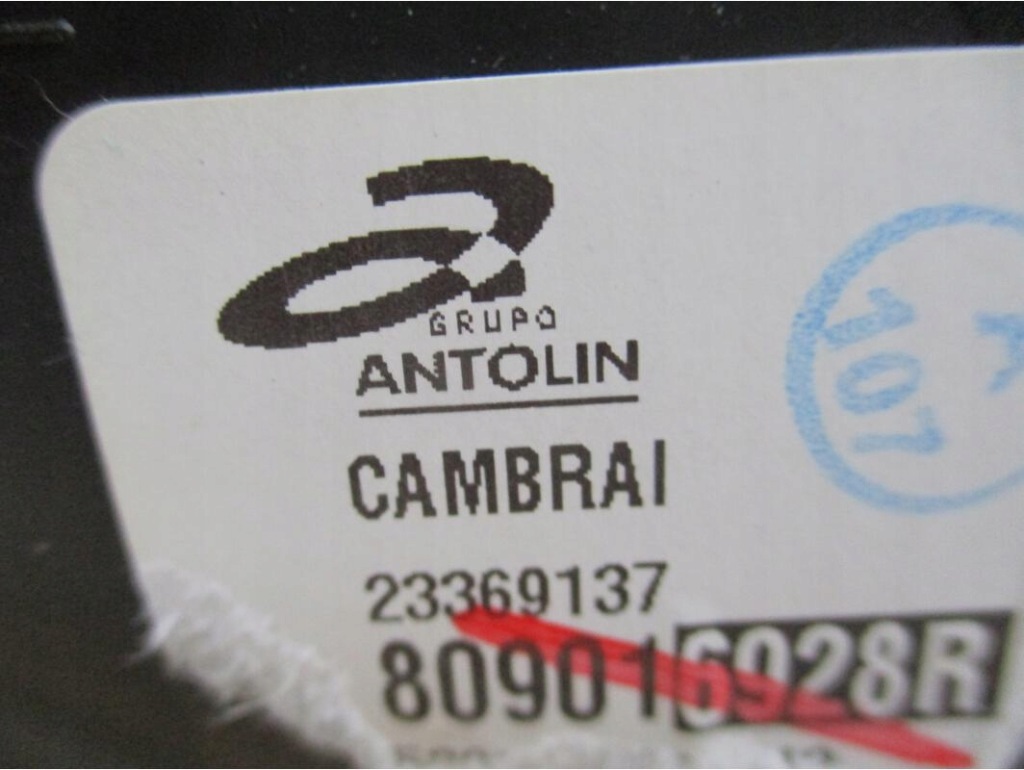 GRUPO
ANTOLIN
CAMBRAI
23369137
809016928R
A
107